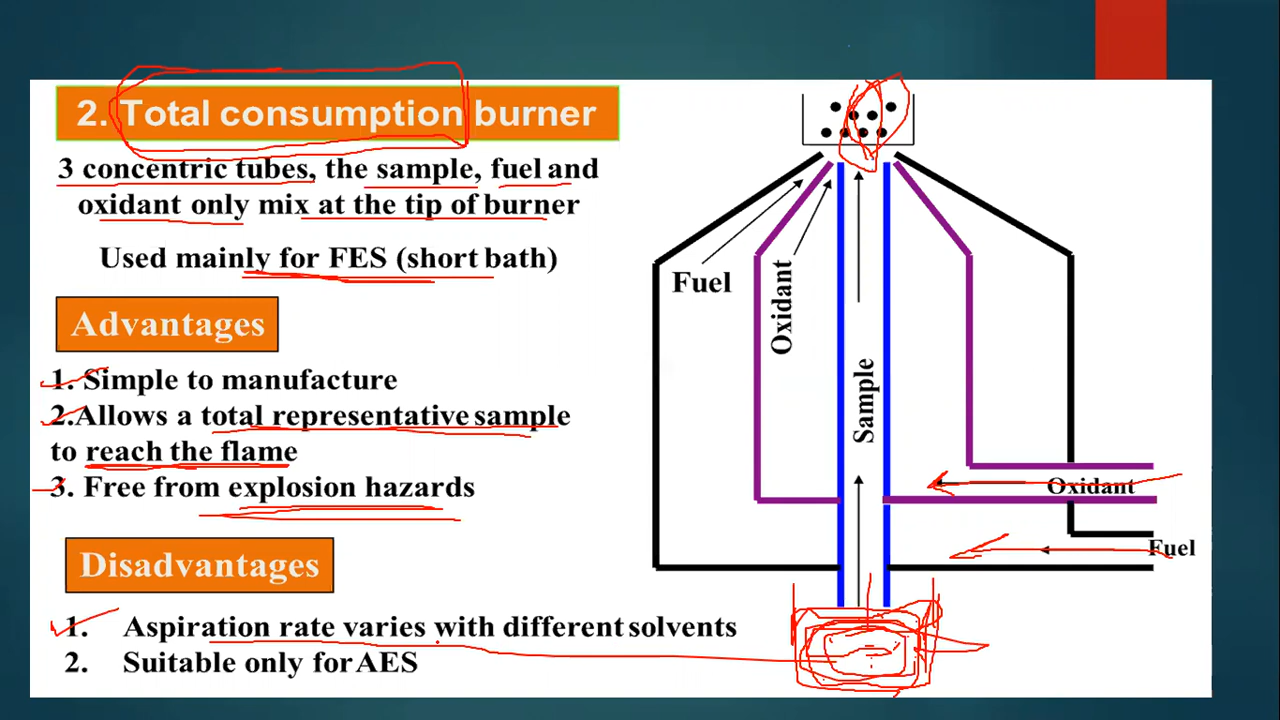 2. Total consumption burner
3 concentric tubes, the sample, fuel and
oxidant only mix at the tip of burner
Used mainly for FES (short bath)
Advantages
1. Simple to manufacture
2.Allows a total representative sample
to reach the flame
3. Free from explosion hazards
Disadvantages
1. Aspiration rate varies with different solvents
2. Suitable only for AES
Fuel
Oxidant
Sample
Oxidant
Fuel